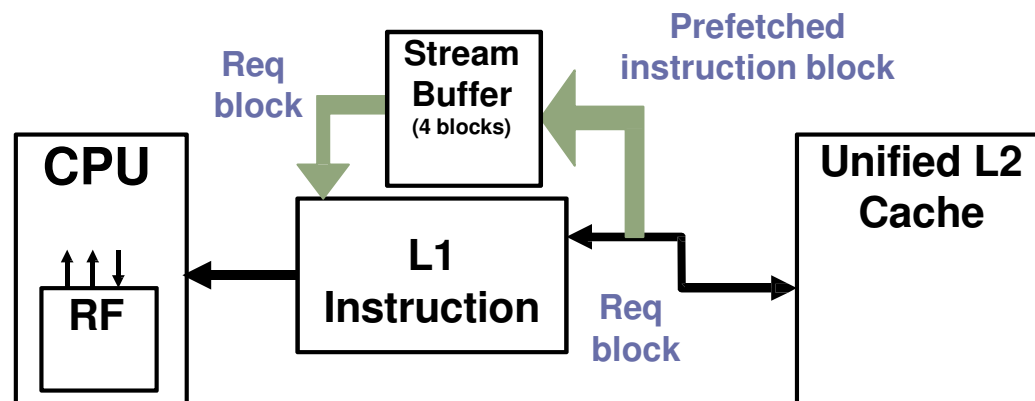 Prefetched
instruction block
Req
block
Stream
Buffer
(4 blocks)
CPU
RF
L1
Instruction
Req
block
Unified L2
Cache